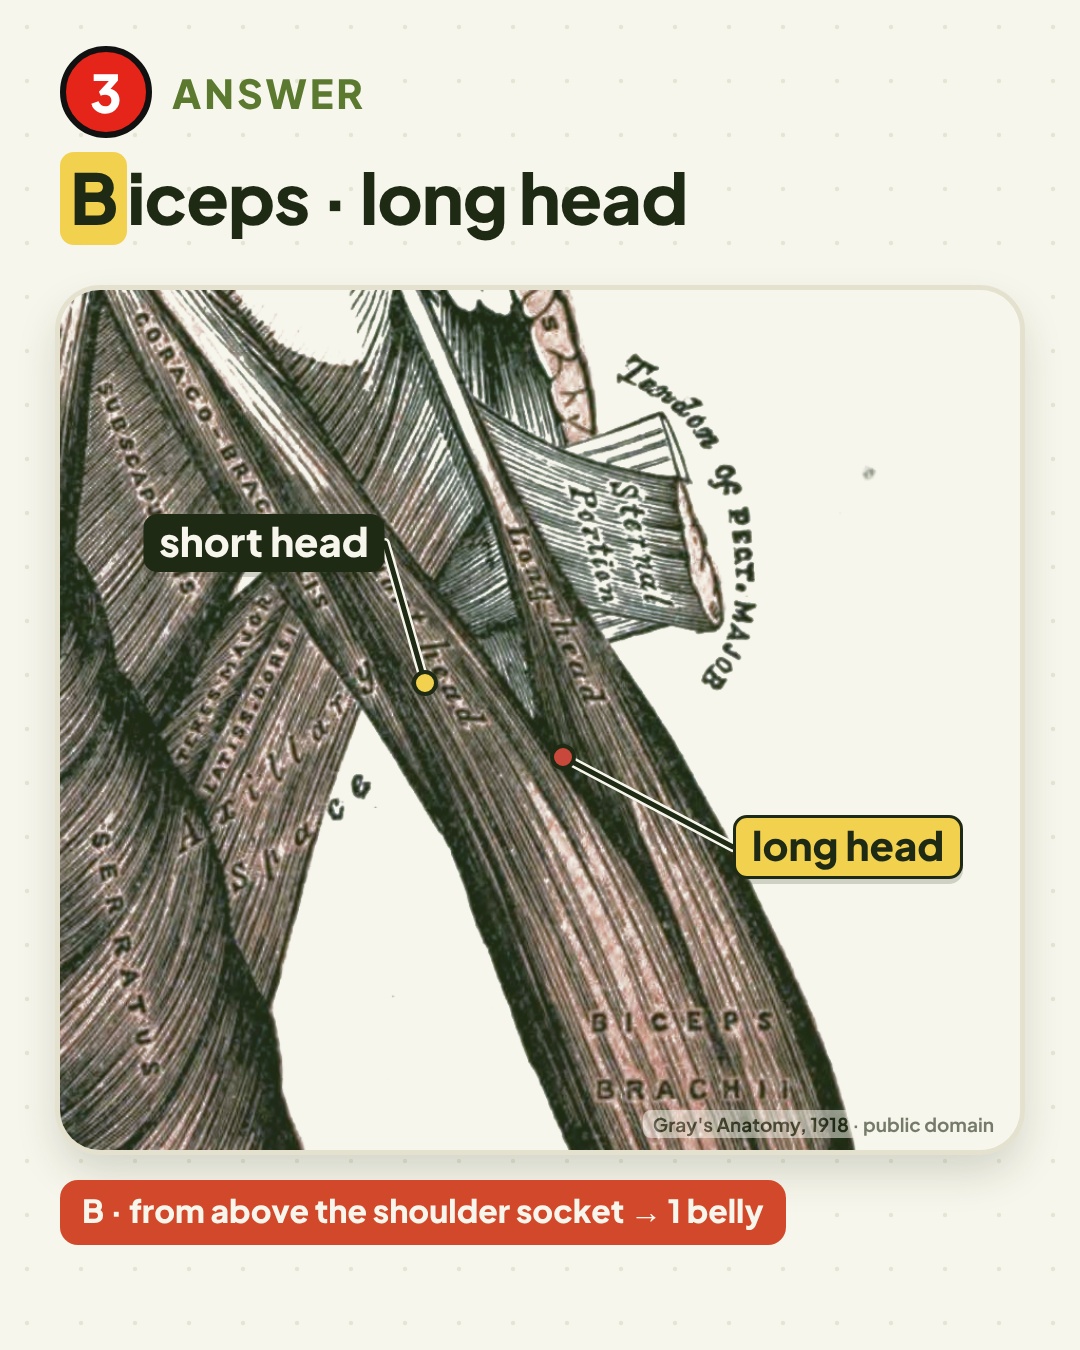 3 ANSWER
Biceps · long head
CORACO-BRAC
SUBSCAP
S
Tendon of PECT. MAJOR
Sternal
Portion
short head
Long head
head
TERES MAJOR
LATISS. DORSI
Axillary
Space
long head
SERRATUS
BICEPS
BRACHII
Gray's Anatomy, 1918 · public domain
B · from above the shoulder socket → 1 belly